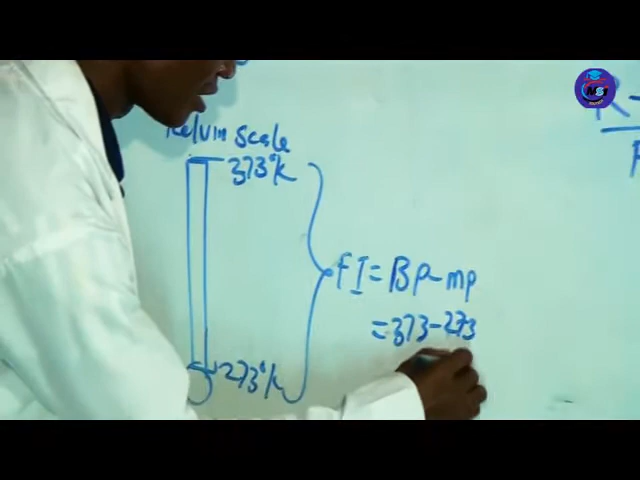 Kelvin Scale
373°K
FI = BP - mp
= 373 - 273
273°K
R -